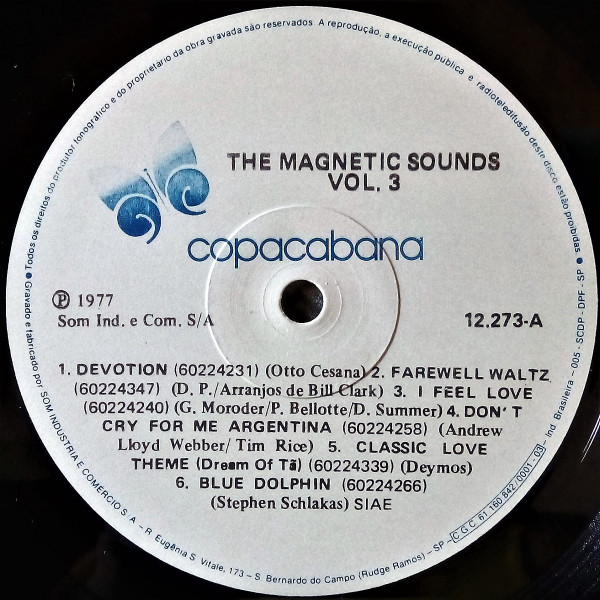 THE MAGNETIC SOUNDS
VOL. 3
copacabana
Ⓟ 1977
Som Ind. e Com. S/A
12.273-A
1. DEVOTION (60224231) (Otto Cesana) 2. FAREWELL WALTZ
(60224347) (D. P./Arranjos de Bill Clark) 3. I FEEL LOVE
(60224240) (G. Moroder/P. Bellotte/D. Summer) 4. DON'T
CRY FOR ME ARGENTINA (60224258) (Andrew
Lloyd Webber/Tim Rice) 5. CLASSIC LOVE
THEME (Dream Of Tã) (60224339) (Deymos)
6. BLUE DOLPHIN (60224266)
(Stephen Schlakas) SIAE
● Todos os direitos do produtor fonográfico e do proprietário da obra gravada são reservados. A reprodução, a execução pública e radioteledifusão deste disco estão proibidas. ●
● Gravado e fabricado por SOM INDUSTRIA E COMERCIO S.A. - R. Eugênia S. Vitale, 173 - S. Bernardo do Campo (Rudge Ramos) - SP - CGC 61.160.842/0001-03 - Ind. Brasileira - 005 - SCDP - DPF - SP ●